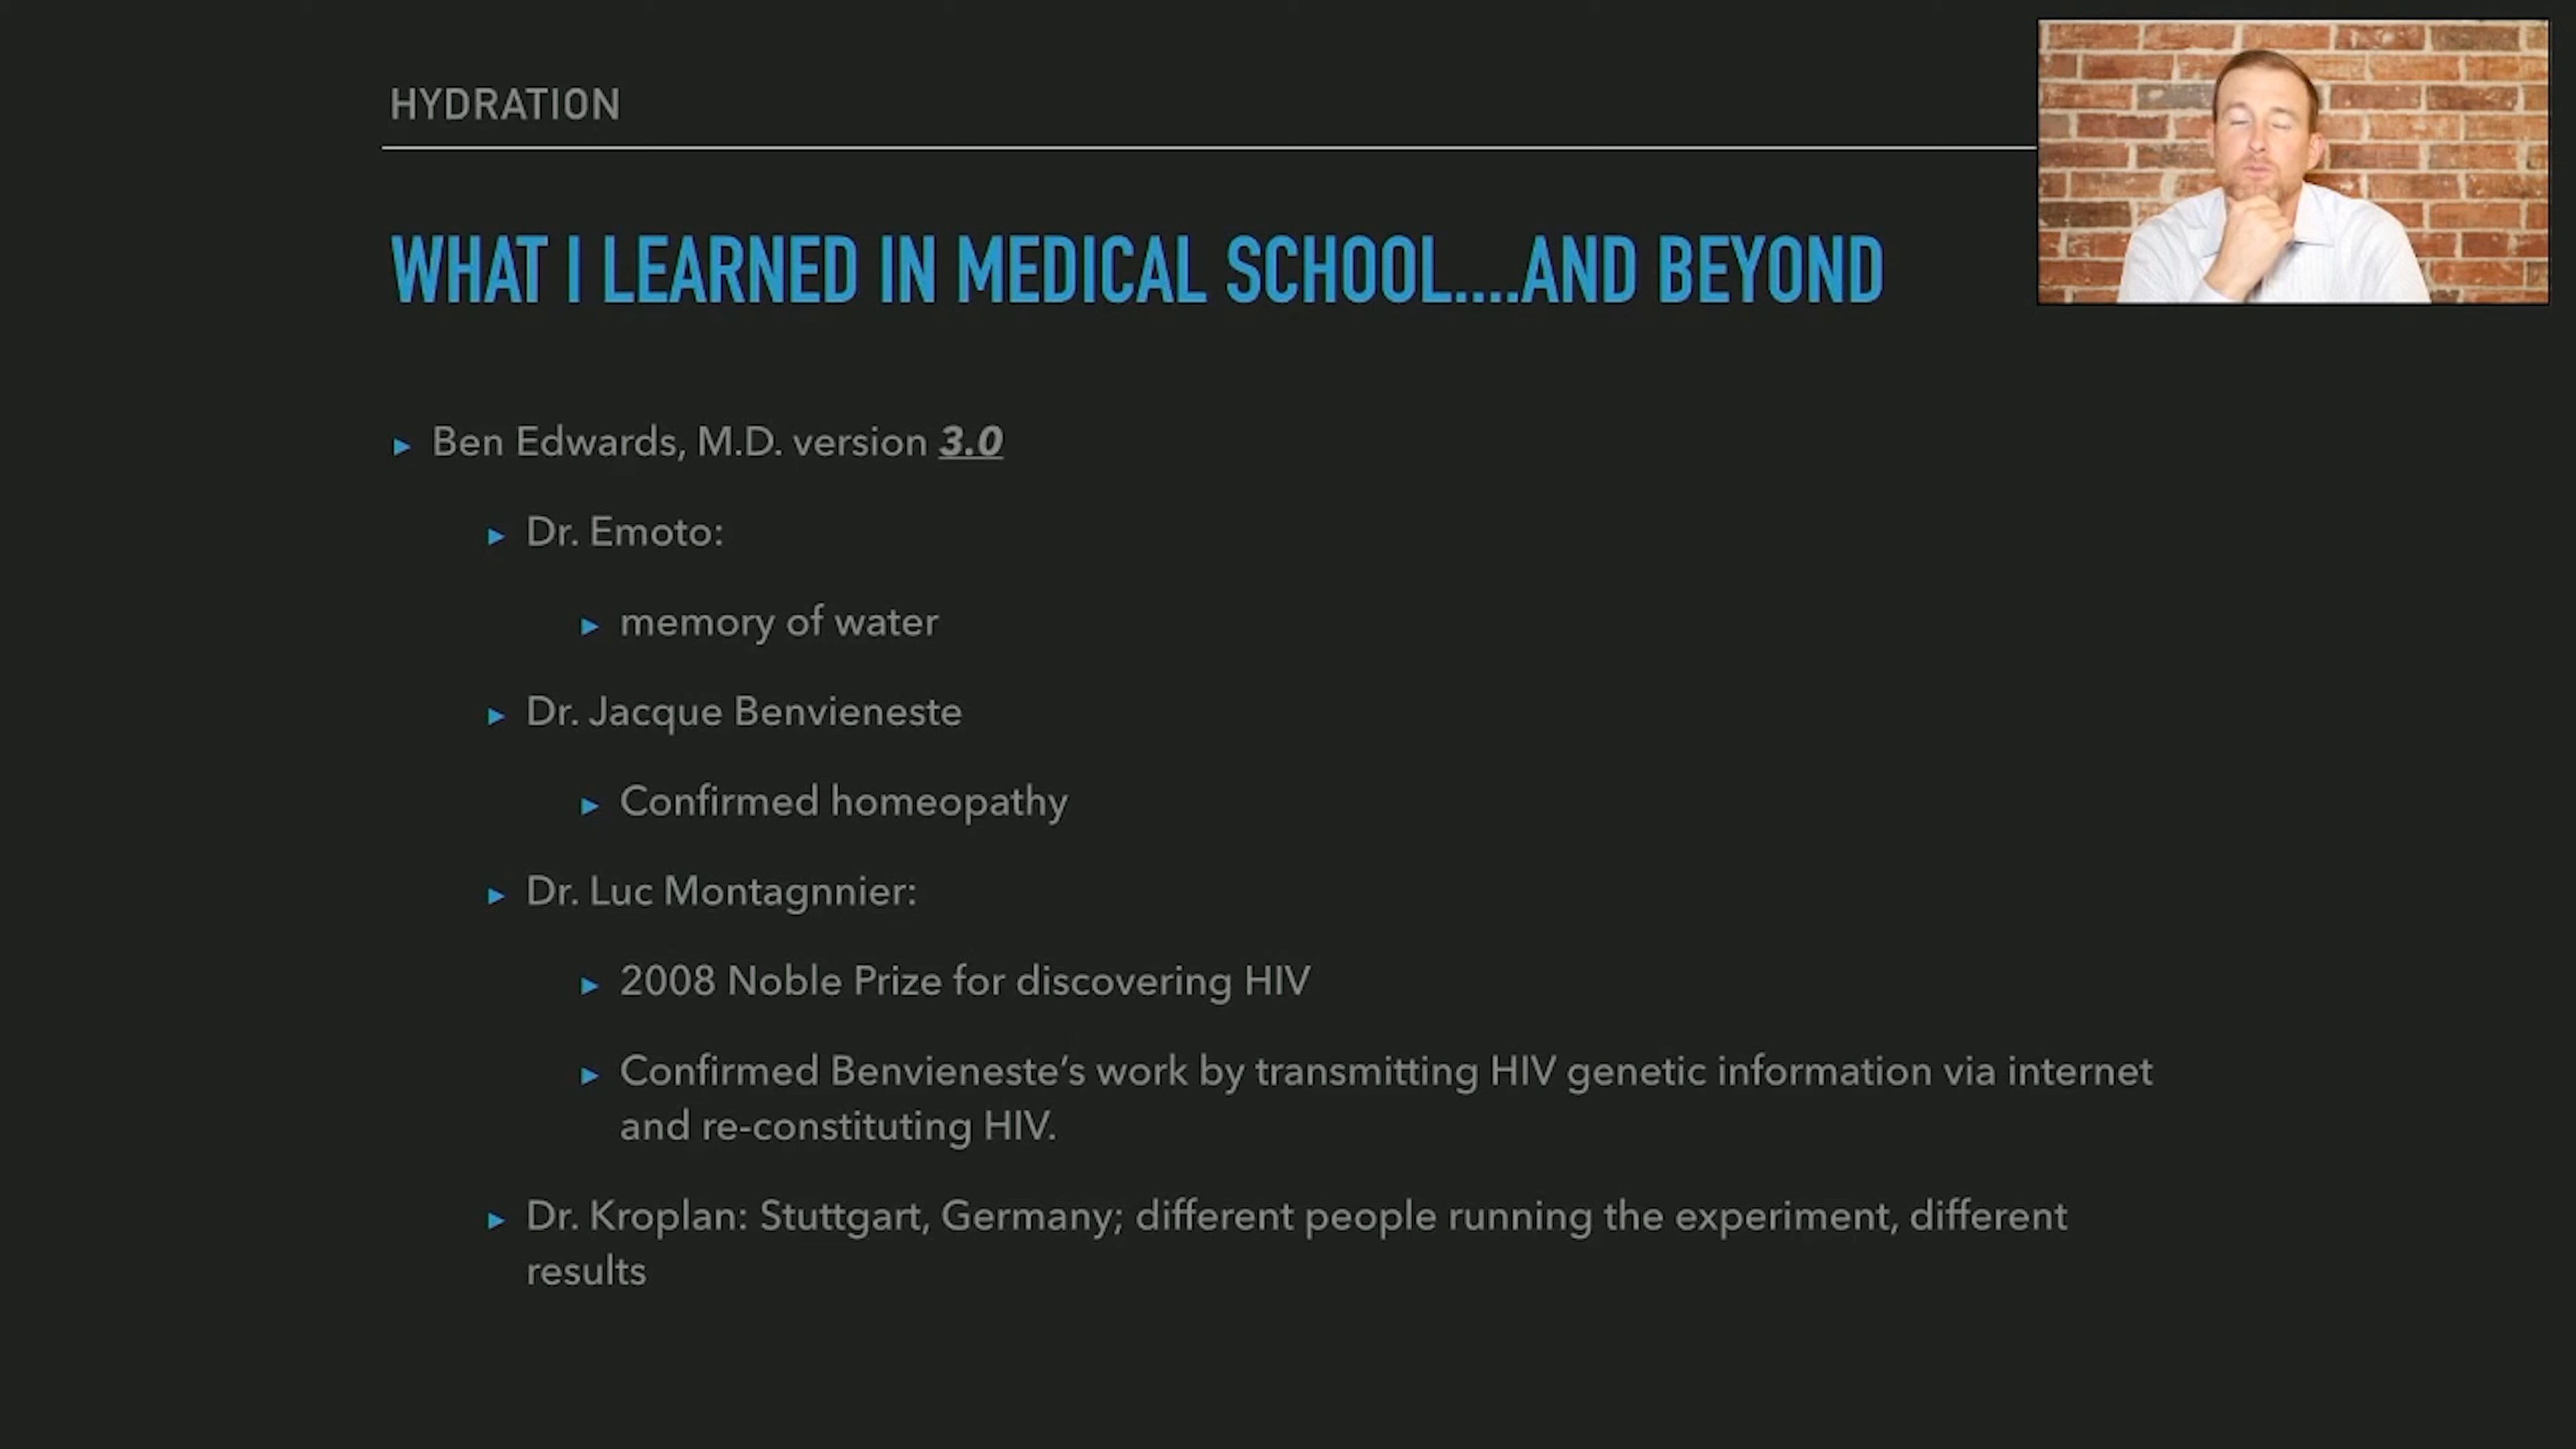 HYDRATION
WHAT I LEARNED IN MEDICAL SCHOOL....AND BEYOND
Ben Edwards, M.D. version 3.0
Dr. Emoto:
memory of water
Dr. Jacque Benvieneste
Confirmed homeopathy
Dr. Luc Montagnnier:
2008 Noble Prize for discovering HIV
Confirmed Benvieneste's work by transmitting HIV genetic information via internet
and re-constituting HIV.
Dr. Kroplan: Stuttgart, Germany; different people running the experiment, different
results